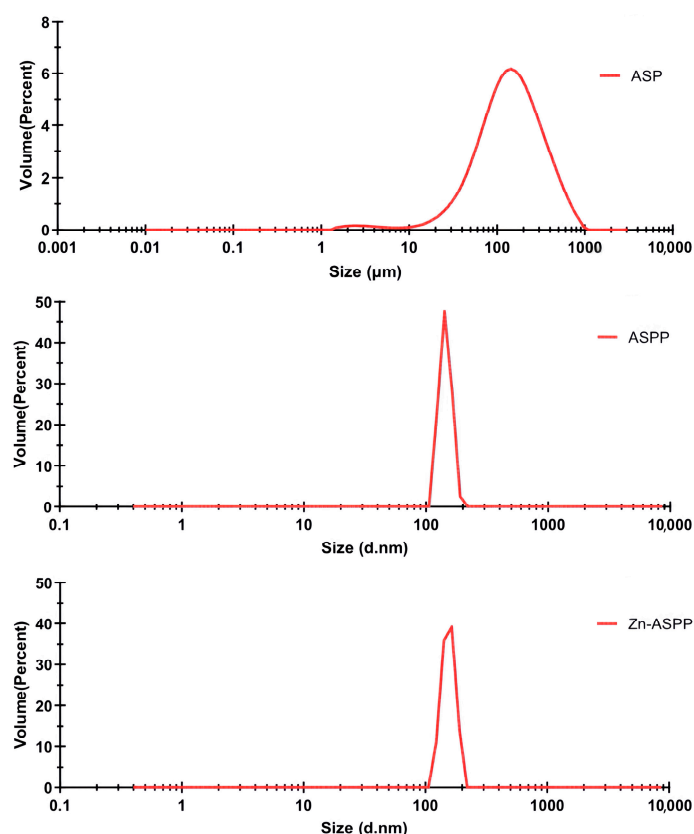 8
6
4
2
0
Volume(Percent)
ASP
0.001 0.01 0.1 1 10 100 1000 10,000
Size (µm)
50
40
30
20
10
0
Volume(Percent)
ASPP
0.1 1 10 100 1000 10,000
Size (d.nm)
50
40
30
20
10
0
Volume(Percent)
Zn-ASPP
0.1 1 10 100 1000 10,000
Size (d.nm)